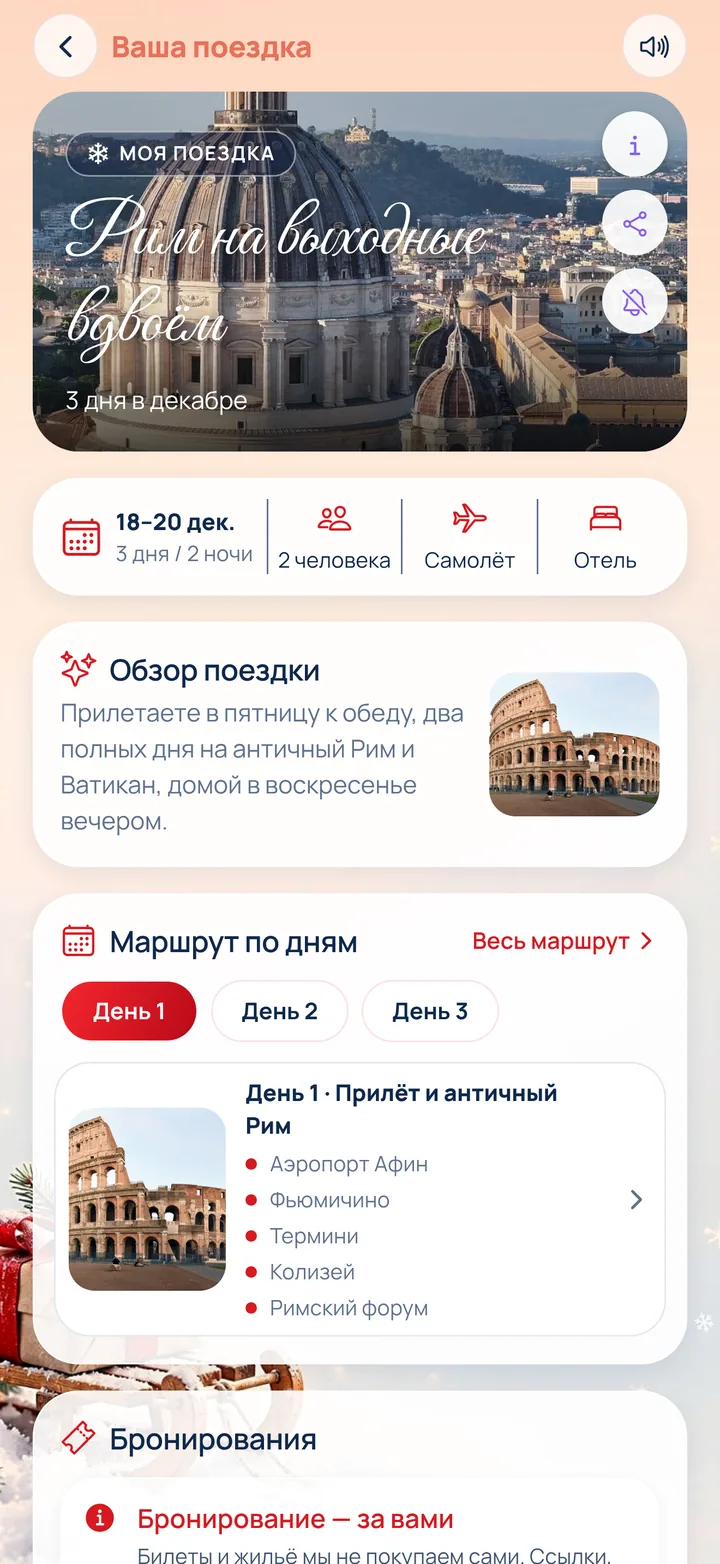 Ваша поездка
МОЯ ПОЕЗДКА
Рим на выходные
вдвоём
3 дня в декабре
18–20 дек.
3 дня / 2 ночи
2 человека
Самолёт
Отель
Обзор поездки
Прилетаете в пятницу к обеду, два
полных дня на античный Рим и
Ватикан, домой в воскресенье
вечером.
Маршрут по дням
Весь маршрут
День 1
День 2
День 3
День 1 · Прилёт и античный
Рим
Аэропорт Афин
Фьюмичино
Термини
Колизей
Римский форум
Бронирования
Бронирование — за вами
Билеты и жильё мы не покупаем сами. Ссылки,